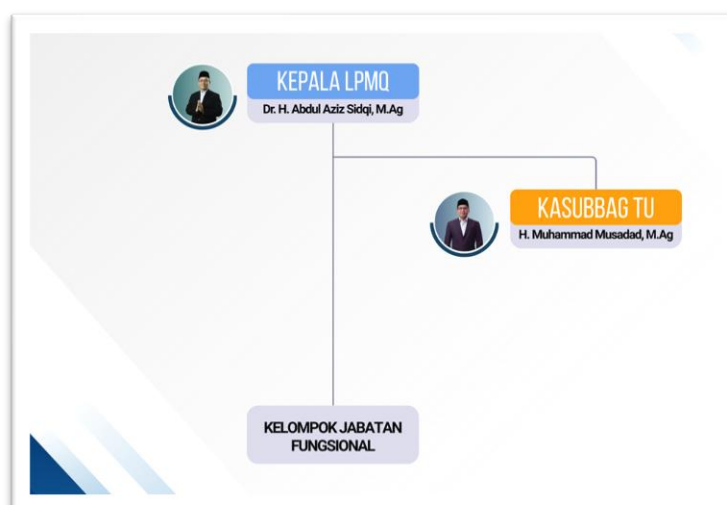 KEPALA LPMQ
Dr. H. Abdul Aziz Sidqi, M.Ag
KASUBBAG TU
H. Muhammad Musadad, M.Ag
KELOMPOK JABATAN
FUNGSIONAL